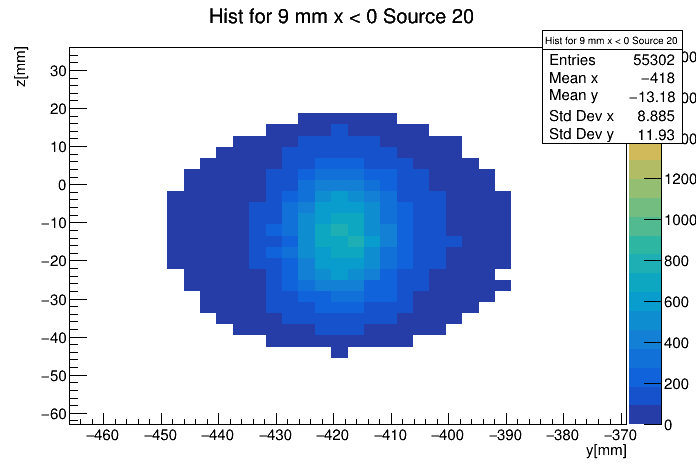 Hist for 9 mm x < 0 Source 20
z[mm]
Hist for 9 mm x < 0 Source 20
Entries 55302
Mean x −418
Mean y −13.18
Std Dev x 8.885
Std Dev y 11.93
30
20
10
0
−10
−20
−30
−40
−50
−60
1200
1000
800
600
400
200
0
−460 −450 −440 −430 −420 −410 −400 −390 −380 −370
y[mm]